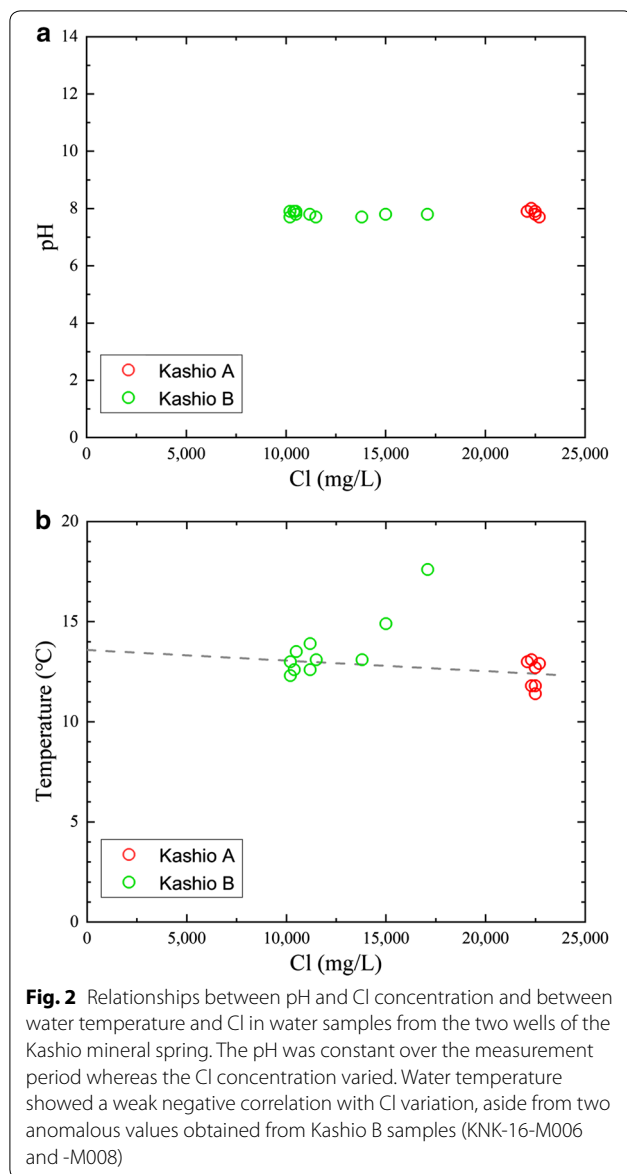 a
14
12
10
8
6
4
2
0
pH
Kashio A
Kashio B
0 5,000 10,000 15,000 20,000 25,000
Cl (mg/L)
b
20
15
10
5
0
Temperature (°C)
Kashio A
Kashio B
0 5,000 10,000 15,000 20,000 25,000
Cl (mg/L)
Fig. 2 Relationships between pH and Cl concentration and between
water temperature and Cl in water samples from the two wells of the
Kashio mineral spring. The pH was constant over the measurement
period whereas the Cl concentration varied. Water temperature
showed a weak negative correlation with Cl variation, aside from two
anomalous values obtained from Kashio B samples (KNK-16-M006
and -M008)